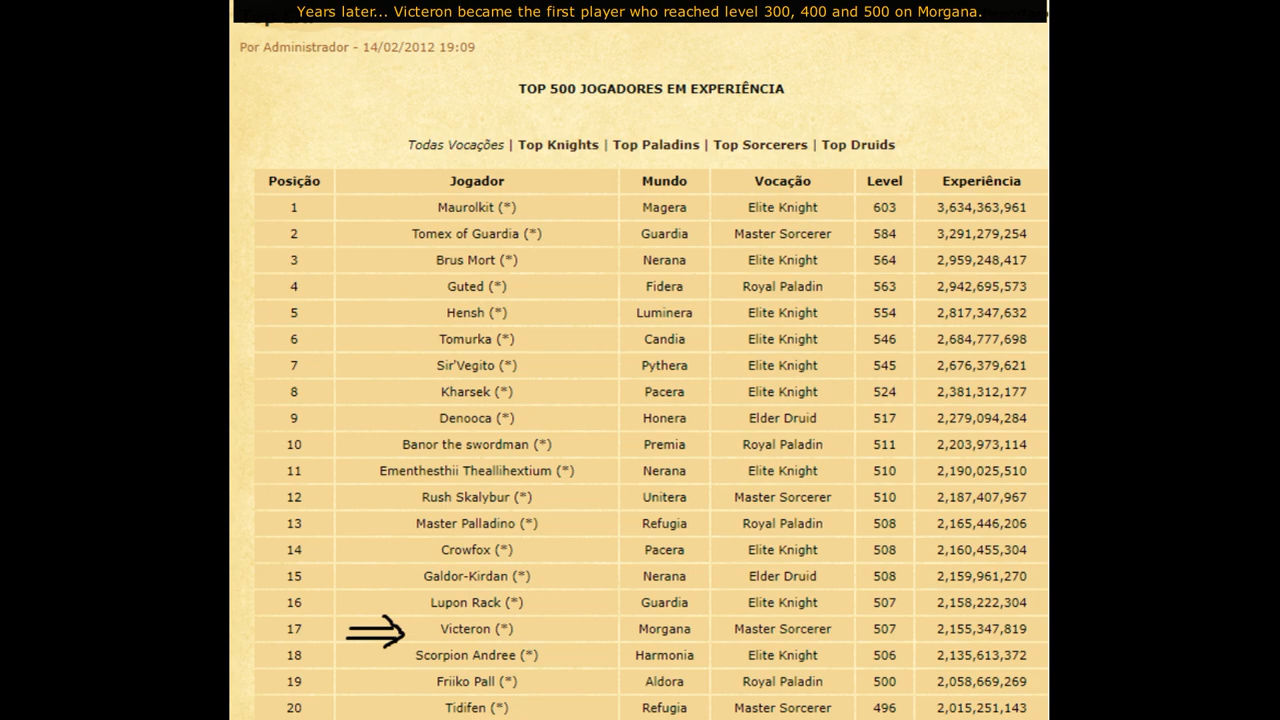 Years later... Victeron became the first player who reached level 300, 400 and 500 on Morgana.
Por Administrador - 14/02/2012 19:09
TOP 500 JOGADORES EM EXPERIÊNCIA
Todas Vocações | Top Knights | Top Paladins | Top Sorcerers | Top Druids
Posição Jogador Mundo Vocação Level Experiência
1 Maurolkit (*) Magera Elite Knight 603 3,634,363,961
2 Tomex of Guardia (*) Guardia Master Sorcerer 584 3,291,279,254
3 Brus Mort (*) Nerana Elite Knight 564 2,959,248,417
4 Guted (*) Fidera Royal Paladin 563 2,942,695,573
5 Hensh (*) Luminera Elite Knight 554 2,817,347,632
6 Tomurka (*) Candia Elite Knight 546 2,684,777,698
7 Sir'Vegito (*) Pythera Elite Knight 545 2,676,379,621
8 Kharsek (*) Pacera Elite Knight 524 2,381,312,177
9 Denooca (*) Honera Elder Druid 517 2,279,094,284
10 Banor the swordman (*) Premia Royal Paladin 511 2,203,973,114
11 Ementhesthii Theallihextium (*) Nerana Elite Knight 510 2,190,025,510
12 Rush Skalybur (*) Unitera Master Sorcerer 510 2,187,407,967
13 Master Palladino (*) Refugia Royal Paladin 508 2,165,446,206
14 Crowfox (*) Pacera Elite Knight 508 2,160,455,304
15 Galdor-Kirdan (*) Nerana Elder Druid 508 2,159,961,270
16 Lupon Rack (*) Guardia Elite Knight 507 2,158,222,304
17 Victeron (*) Morgana Master Sorcerer 507 2,155,347,819
18 Scorpion Andree (*) Harmonia Elite Knight 506 2,135,613,372
19 Friiko Pall (*) Aldora Royal Paladin 500 2,058,669,269
20 Tidifen (*) Refugia Master Sorcerer 496 2,015,251,143